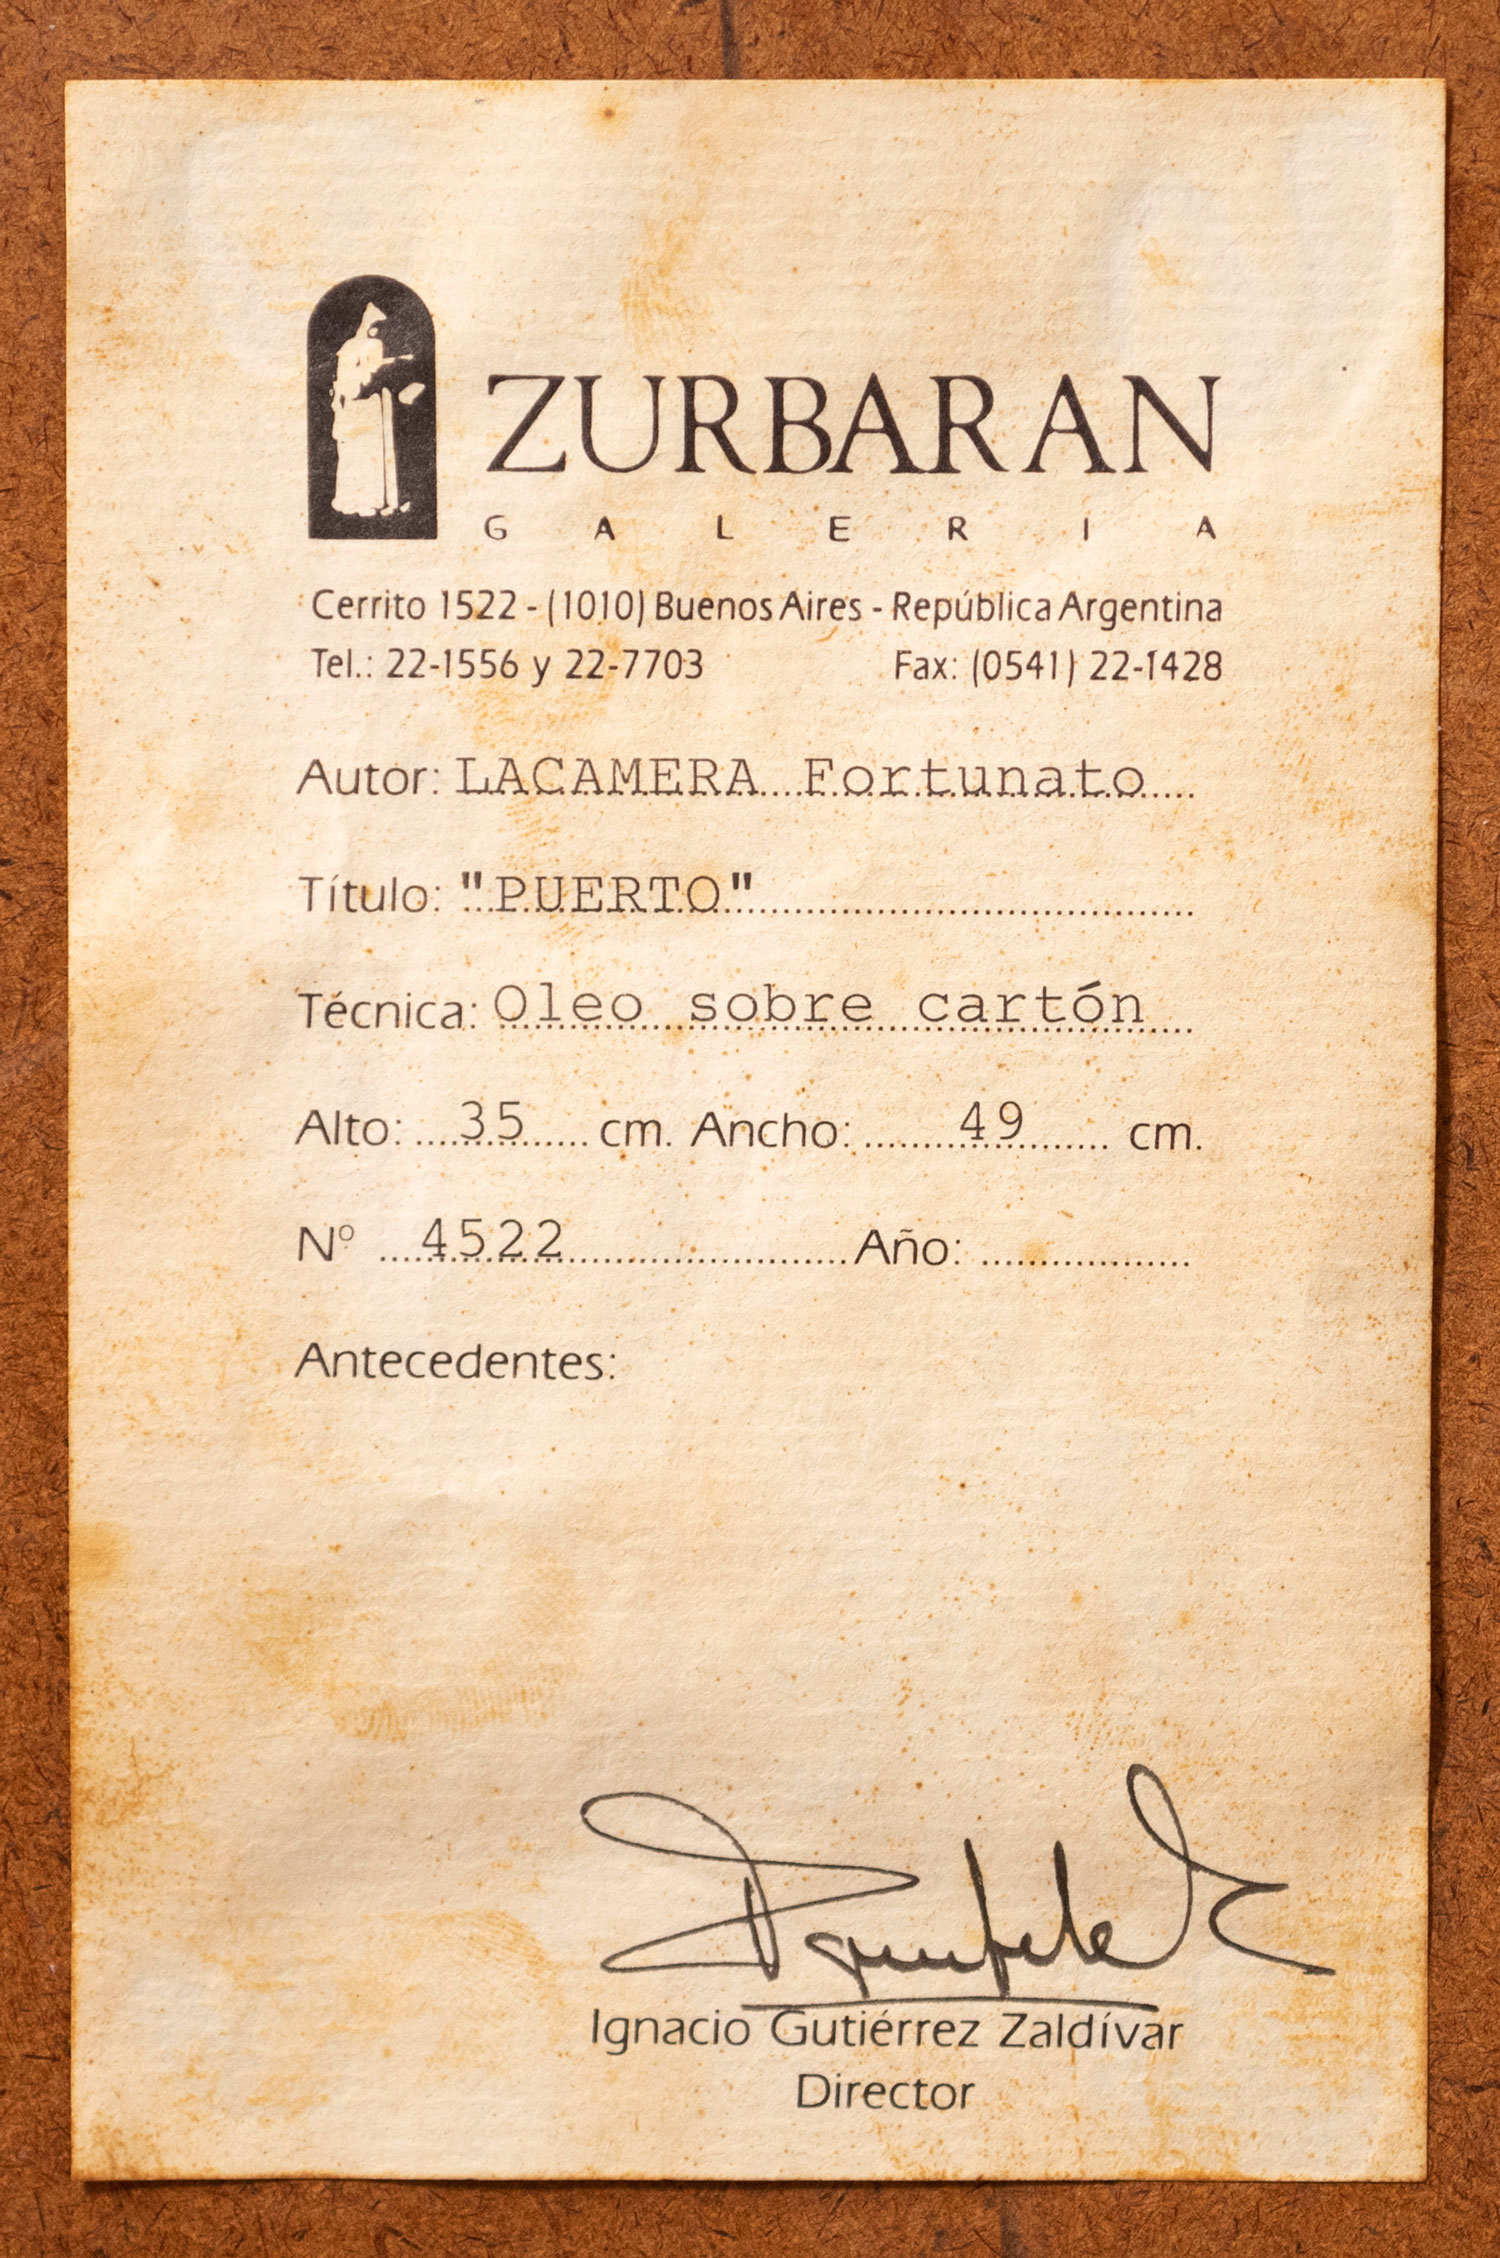 ZURBARAN
GALERIA
Cerrito 1522 - (1010) Buenos Aires - República Argentina
Tel.: 22-1556 y 22-7703 Fax: (0541) 22-1428
Autor: LACAMERA Fortunato
Título: "PUERTO"
Técnica: Oleo sobre cartón
Alto: 35 cm. Ancho: 49 cm.
Nº 4522 Año:
Antecedentes:
Ignacio Gutiérrez Zaldívar
Director